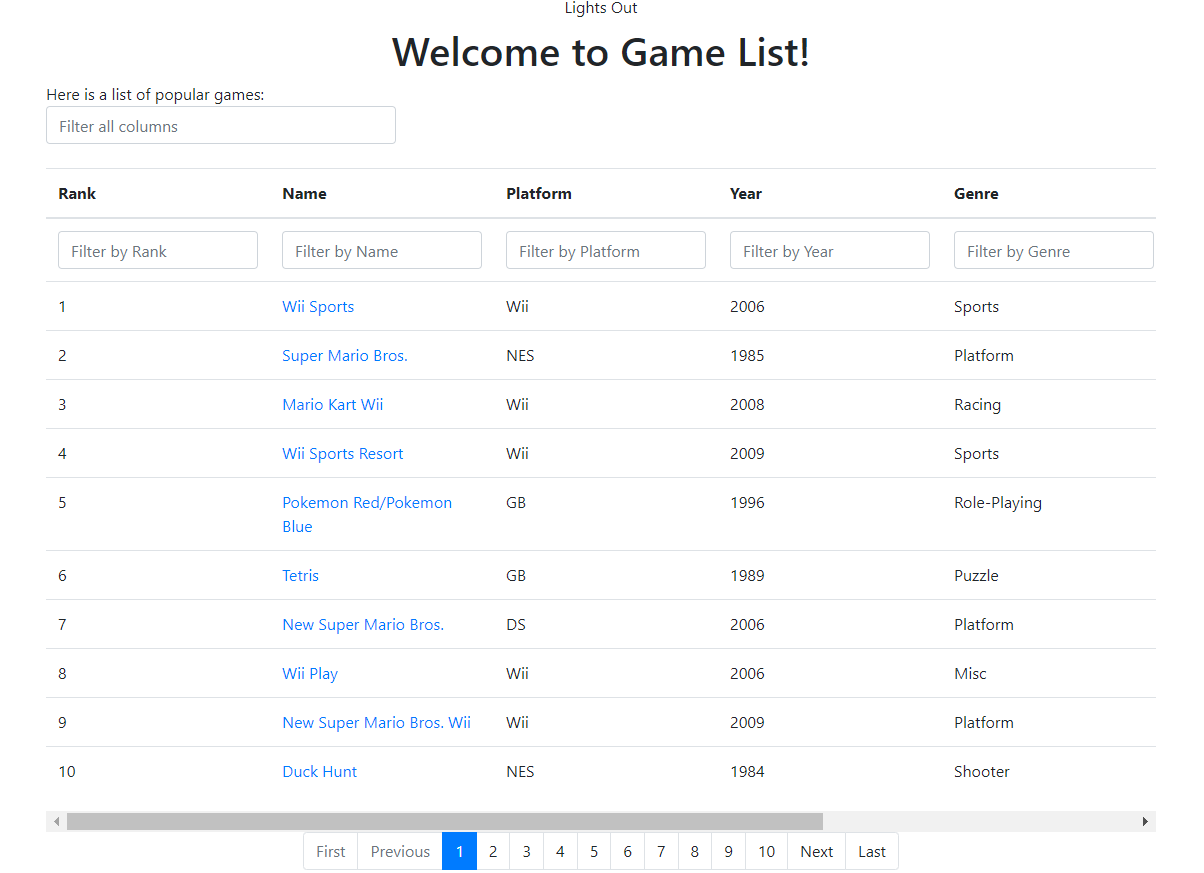 Lights Out
Welcome to Game List!
Here is a list of popular games:
Filter all columns
Rank Name Platform Year Genre
Filter by Rank Filter by Name Filter by Platform Filter by Year Filter by Genre
1 Wii Sports Wii 2006 Sports
2 Super Mario Bros. NES 1985 Platform
3 Mario Kart Wii Wii 2008 Racing
4 Wii Sports Resort Wii 2009 Sports
5 Pokemon Red/Pokemon GB 1996 Role-Playing
Blue
6 Tetris GB 1989 Puzzle
7 New Super Mario Bros. DS 2006 Platform
8 Wii Play Wii 2006 Misc
9 New Super Mario Bros. Wii Wii 2009 Platform
10 Duck Hunt NES 1984 Shooter
First Previous 1 2 3 4 5 6 7 8 9 10 Next Last